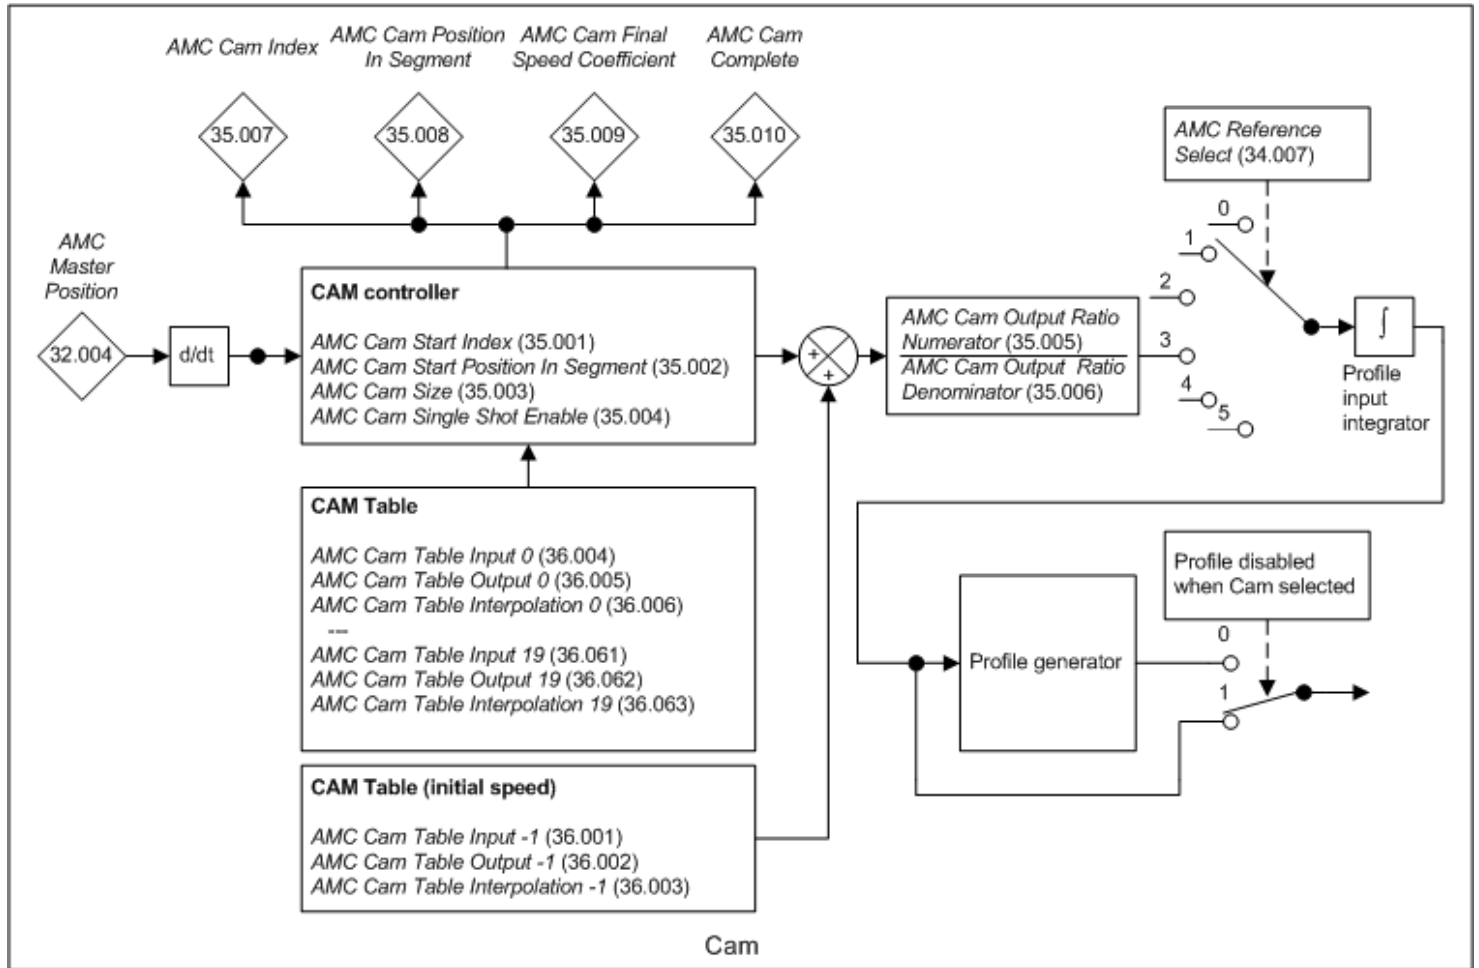 AMC Cam Index
AMC Cam Position
In Segment
AMC Cam Final
Speed Coefficient
AMC Cam
Complete
35.007
35.008
35.009
35.010
AMC Reference
Select (34.007)
AMC
Master
Position
32.004
d/dt
CAM controller
AMC Cam Start Index (35.001)
AMC Cam Start Position In Segment (35.002)
AMC Cam Size (35.003)
AMC Cam Single Shot Enable (35.004)
+
+
AMC Cam Output Ratio
Numerator (35.005)
AMC Cam Output Ratio
Denominator (35.006)
0
1
2
3
4
5
∫
Profile
input
integrator
CAM Table
AMC Cam Table Input 0 (36.004)
AMC Cam Table Output 0 (36.005)
AMC Cam Table Interpolation 0 (36.006)
---
AMC Cam Table Input 19 (36.061)
AMC Cam Table Output 19 (36.062)
AMC Cam Table Interpolation 19 (36.063)
Profile generator
Profile disabled
when Cam selected
0
1
CAM Table (initial speed)
AMC Cam Table Input -1 (36.001)
AMC Cam Table Output -1 (36.002)
AMC Cam Table Interpolation -1 (36.003)
Cam